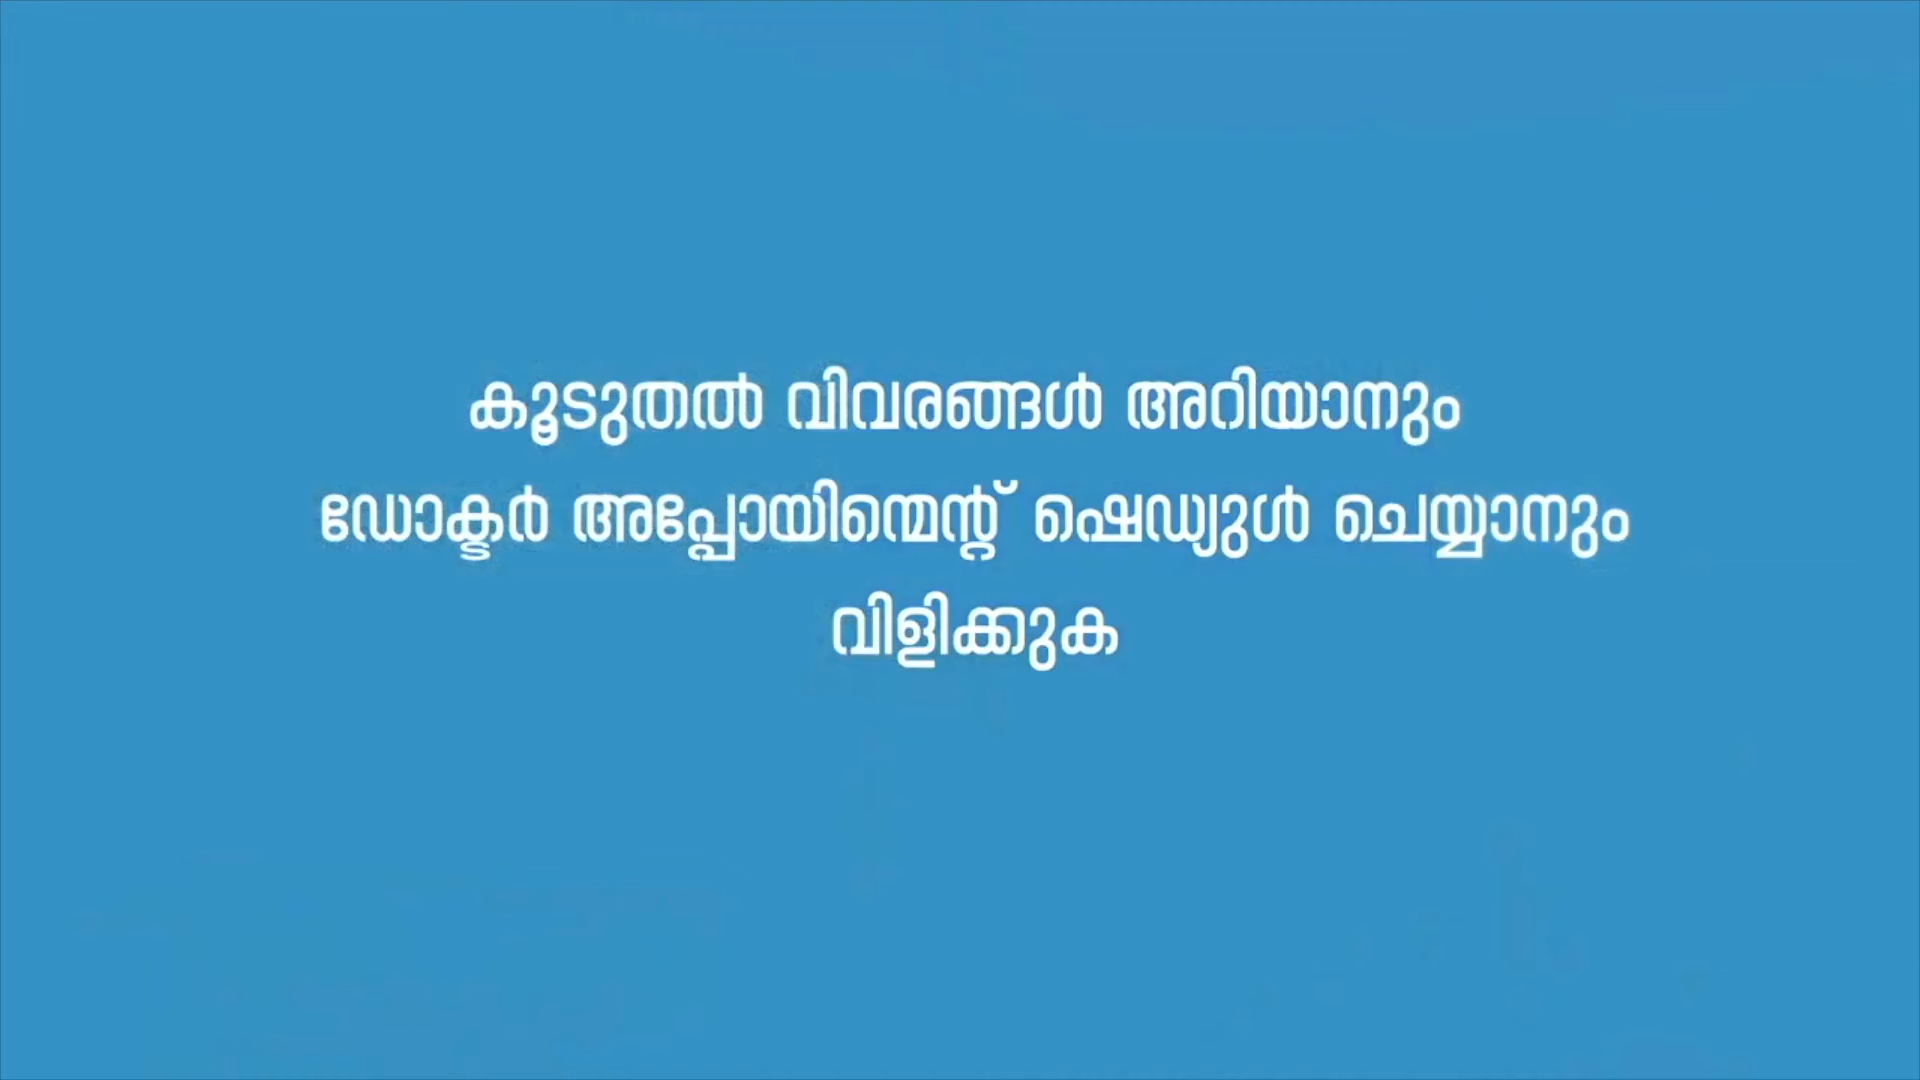 കൂടുതൽ വിവരങ്ങൾ അറിയാനും
ഡോക്ടർ അപ്പോയിന്മെന്റ് ഷെഡ്യുൾ ചെയ്യാനും
വിളിക്കുക